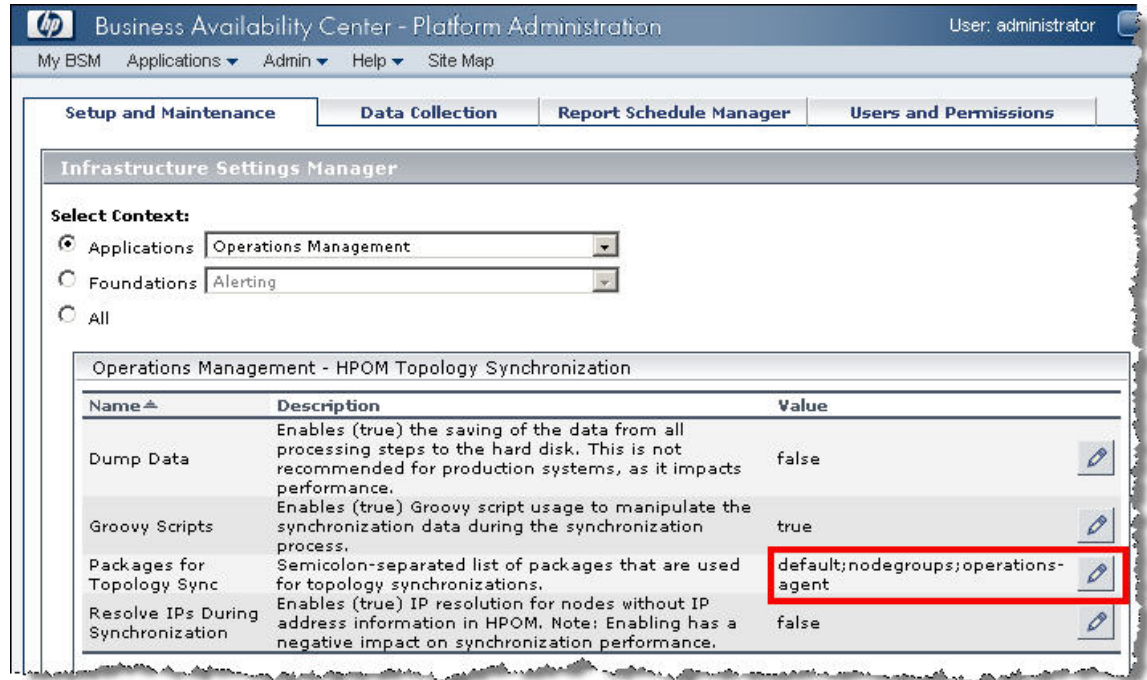 hp Business Availability Center - Platform Administration User: administrator
My BSM Applications Admin Help Site Map
Setup and Maintenance Data Collection Report Schedule Manager Users and Permissions
Infrastructure Settings Manager
Select Context:
Applications Operations Management
Foundations Alerting
All
Operations Management - HPOM Topology Synchronization
Name Description Value
Enables (true) the saving of the data from all
processing steps to the hard disk. This is not
Dump Data recommended for production systems, as it impacts false
performance.
Enables (true) Groovy script usage to manipulate the
Groovy Scripts synchronization data during the synchronization true
process.
Packages for Semicolon-separated list of packages that are used default;nodegroups;operations-
Topology Sync for topology synchronizations. agent
Resolve IPs During Enables (true) IP resolution for nodes without IP
Synchronization address information in HPOM. Note: Enabling has a false
negative impact on synchronization performance.